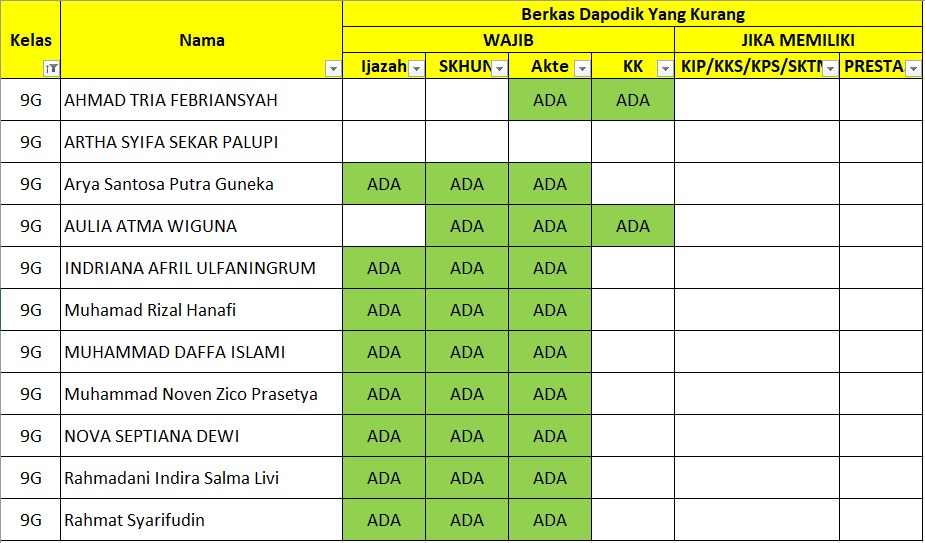 Berkas Dapodik Yang Kurang
Kelas Nama WAJIB JIKA MEMILIKI
Ijazah SKHUN Akte KK KIP/KKS/KPS/SKTM PRESTA
9G AHMAD TRIA FEBRIANSYAH ADA ADA
9G ARTHA SYIFA SEKAR PALUPI
9G Arya Santosa Putra Guneka ADA ADA ADA
9G AULIA ATMA WIGUNA ADA ADA ADA
9G INDRIANA AFRIL ULFANINGRUM ADA ADA ADA
9G Muhamad Rizal Hanafi ADA ADA ADA
9G MUHAMMAD DAFFA ISLAMI ADA ADA ADA
9G Muhammad Noven Zico Prasetya ADA ADA ADA
9G NOVA SEPTIANA DEWI ADA ADA ADA
9G Rahmadani Indira Salma Livi ADA ADA ADA
9G Rahmat Syarifudin ADA ADA ADA